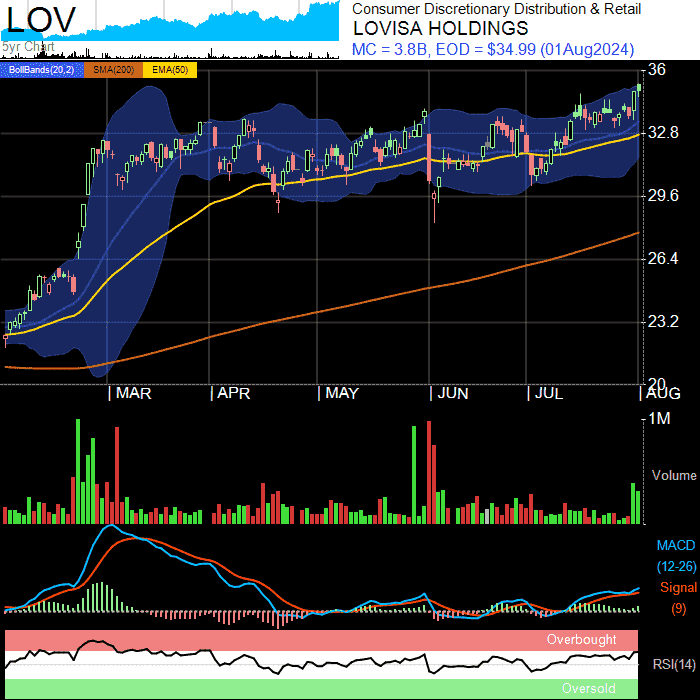 LOV
5yr Chart
Consumer Discretionary Distribution & Retail
LOVISA HOLDINGS
MC = 3.8B, EOD = $34.99 (01Aug2024)
BollBands(20,2) SMA(200) EMA(50)
36
32.8
29.6
26.4
23.2
20
MAR APR MAY JUN JUL AUG
1M
Volume
MACD
(12-26)
Signal
(9)
Overbought
RSI(14)
Oversold